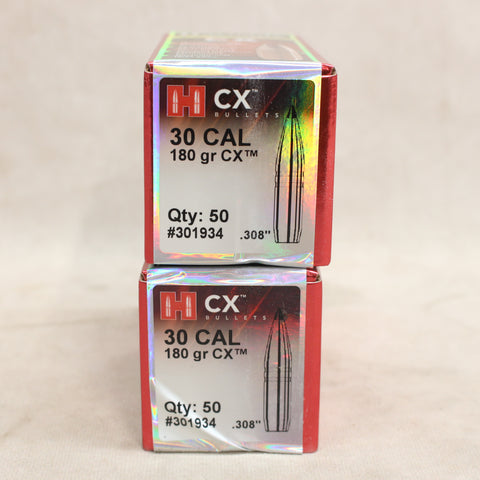 H CX™
BULLETS
30 CAL
180 gr CX™
Qty: 50
#301934 .308"
H CX™
BULLETS
30 CAL
180 gr CX™
Qty: 50
#301934 .308"